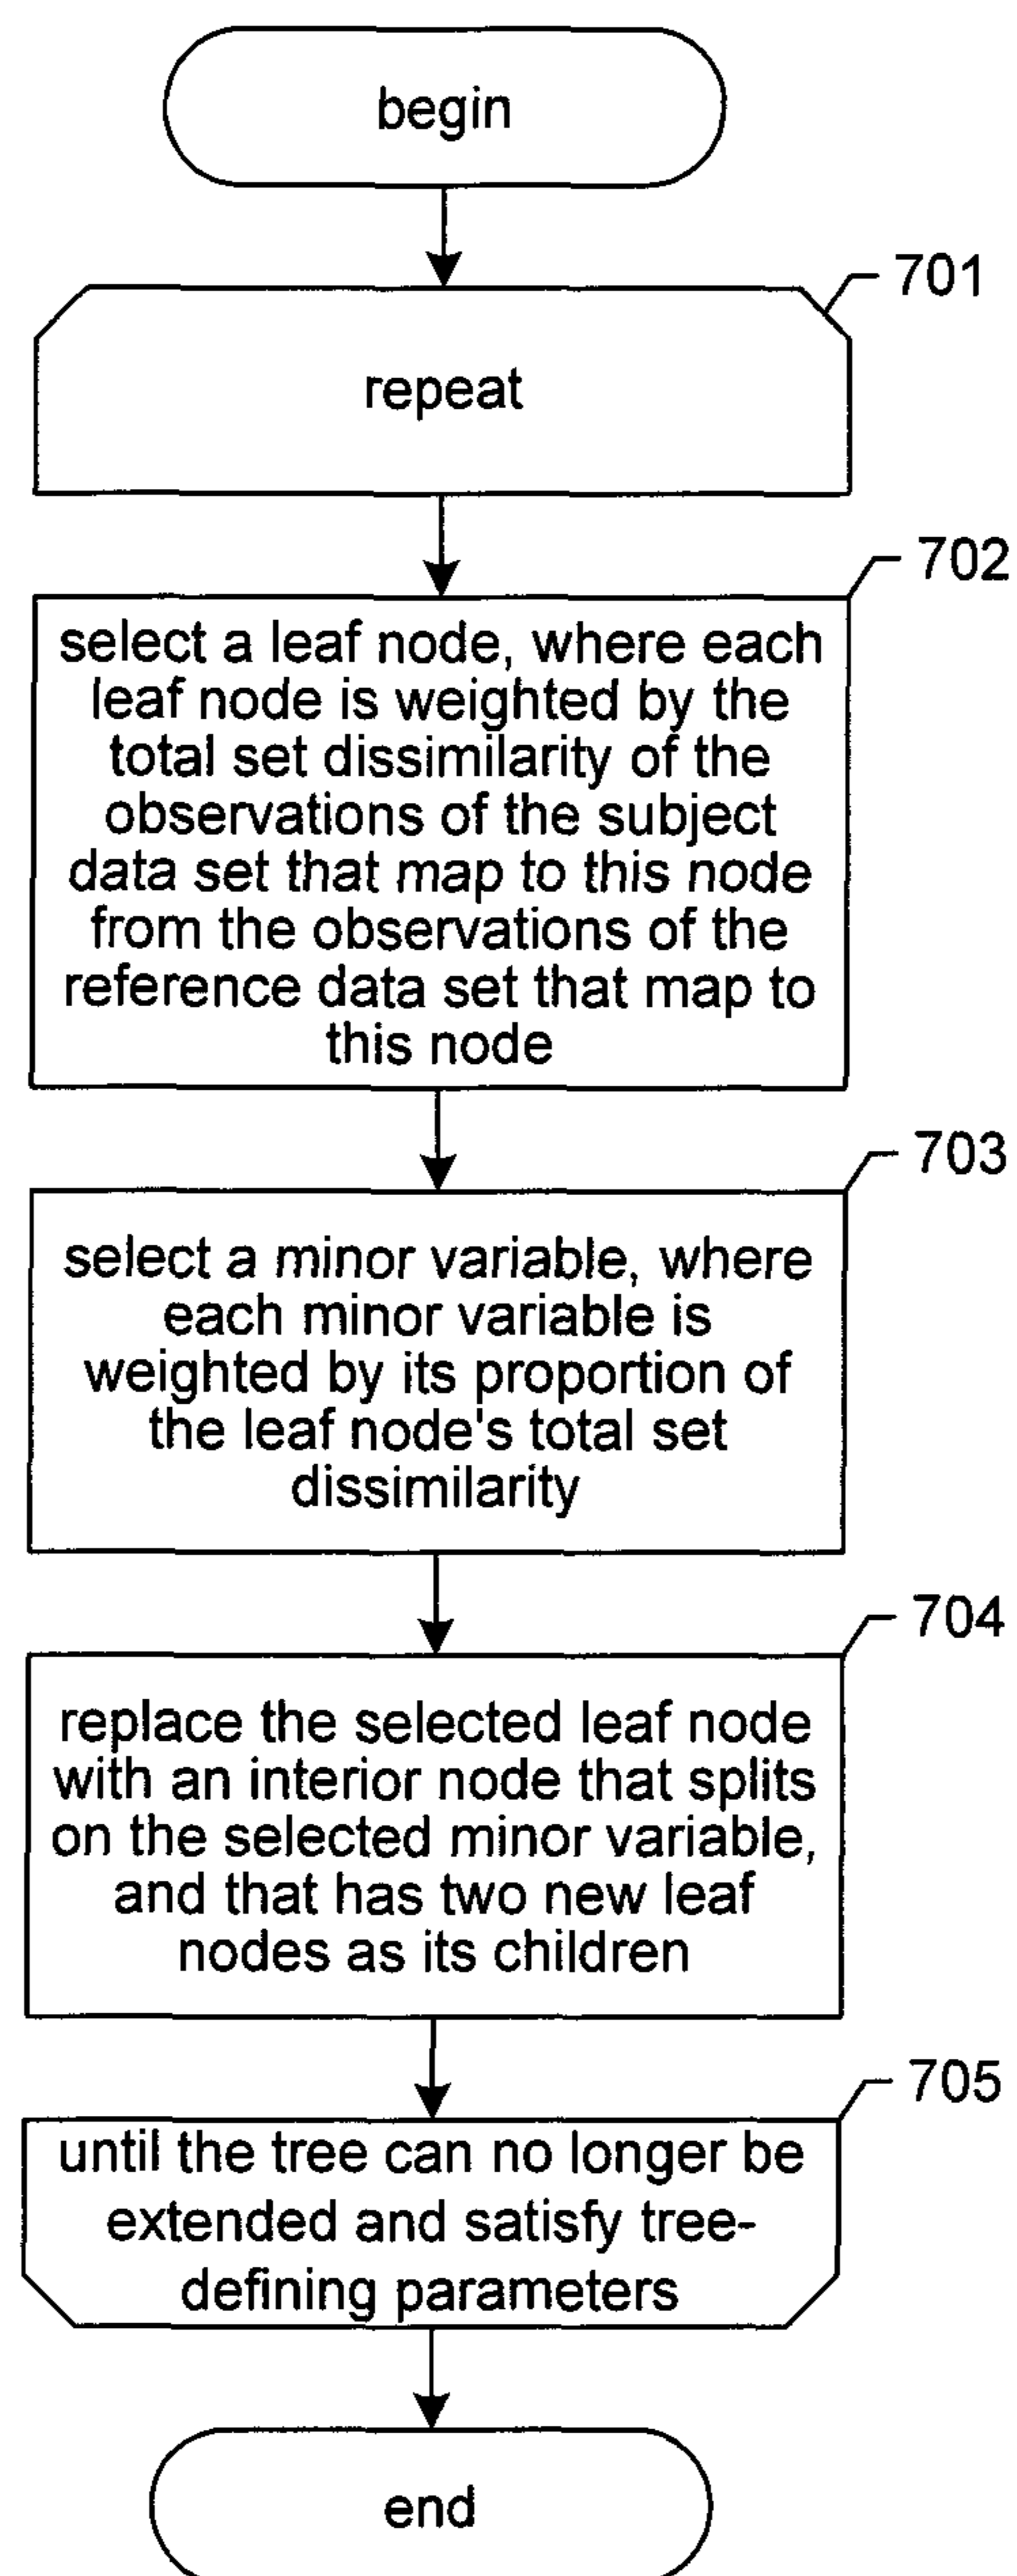 begin
701
repeat
702
select a leaf node, where each
leaf node is weighted by the
total set dissimilarity of the
observations of the subject
data set that map to this node
from the observations of the
reference data set that map to
this node
703
select a minor variable, where
each minor variable is
weighted by its proportion of
the leaf node's total set
dissimilarity
704
replace the selected leaf node
with an interior node that splits
on the selected minor variable,
and that has two new leaf
nodes as its children
705
until the tree can no longer be
extended and satisfy tree-
defining parameters
end